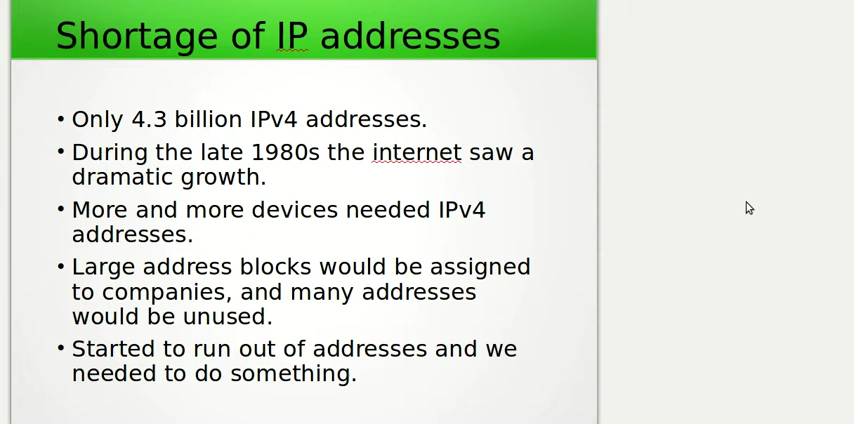 Shortage of IP addresses
• Only 4.3 billion IPv4 addresses.
• During the late 1980s the internet saw a
dramatic growth.
• More and more devices needed IPv4
addresses.
• Large address blocks would be assigned
to companies, and many addresses
would be unused.
• Started to run out of addresses and we
needed to do something.